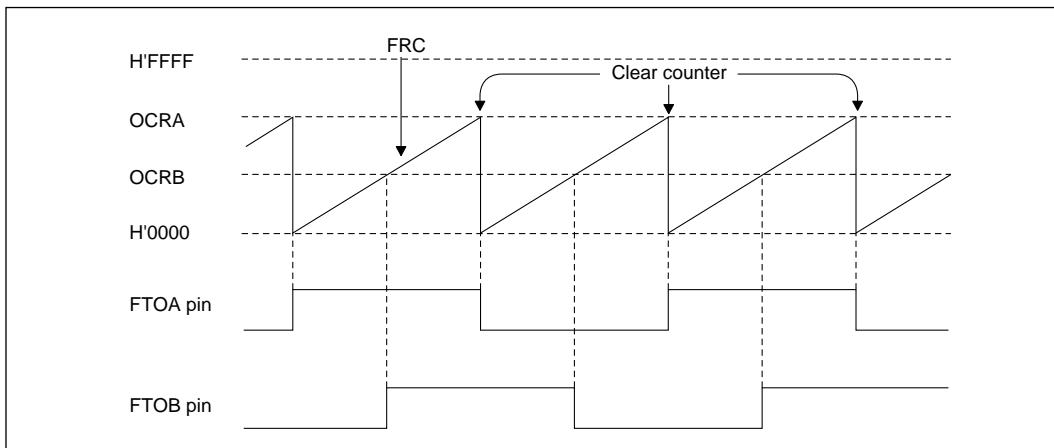 FRC
H'FFFF
Clear counter
OCRA
OCRB
H'0000
FTOA pin
FTOB pin